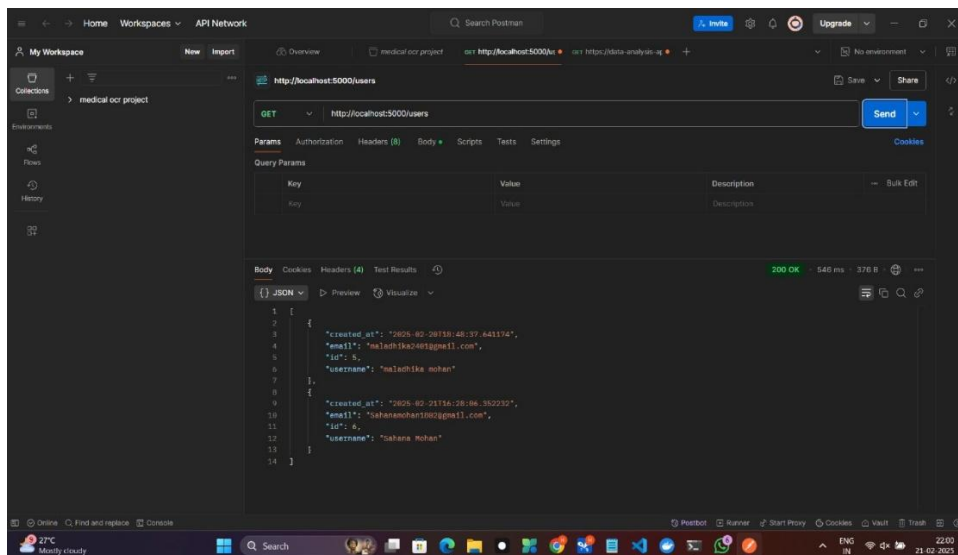 Home Workspaces API Network
Search Postman
Invite
Upgrade
My Workspace
New Import
Overview
medical ocr project
GET http://localhost:5000/us
GET https://data-analysis-ap
No environment
Collections
medical ocr project
Environments
Flows
History
http://localhost:5000/users
Save
Share
GET
http://localhost:5000/users
Send
Params Authorization Headers (8) Body Scripts Tests Settings
Cookies
Query Params
Key Value Description
Bulk Edit
Key Value Description
Body Cookies Headers (4) Test Results
200 OK 546 ms 376 B
{} JSON Preview Visualize
1 [
2 {
3 "created_at": "2025-02-20T18:48:37.641174",
4 "email": "maladhika2401@gmail.com",
5 "id": 5,
6 "username": "maladhika mohan"
7 },
8 {
9 "created_at": "2025-02-21T16:28:06.352232",
10 "email": "Sahanamohan1802@gmail.com",
11 "id": 6,
12 "username": "Sahana Mohan"
13 }
14 ]
Online Find and replace Console
Postbot Runner Start Proxy Cookies Vault Trash
27°C
Mostly cloudy
Search
ENG
IN
22:00
21-02-2025